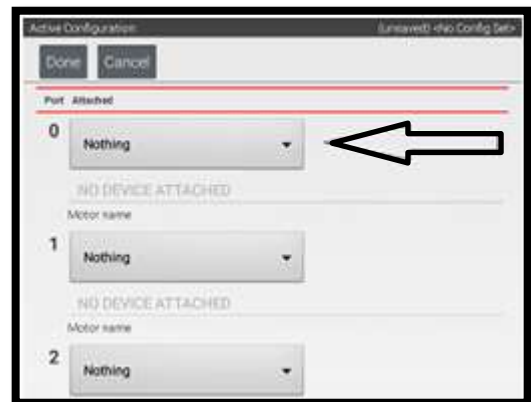 Active Configuration (unsaved) <No Config Set>
Done Cancel
Port Attached
0 Nothing
NO DEVICE ATTACHED
Motor name
1 Nothing
NO DEVICE ATTACHED
Motor name
2 Nothing